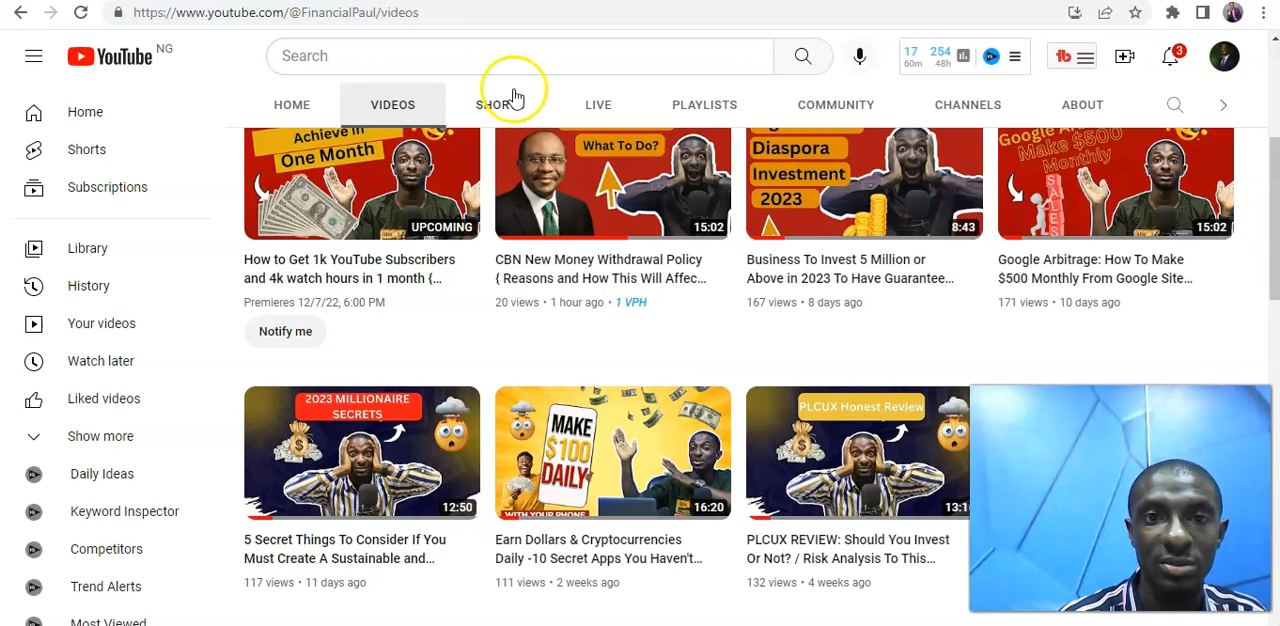 https://www.youtube.com/@FinancialPaul/videos
YouTube NG
Search
17 254
60m 48h
3
HOME VIDEOS SHOR LIVE PLAYLISTS COMMUNITY CHANNELS ABOUT
Home
Shorts
Subscriptions
Library
History
Your videos
Watch later
Liked videos
Show more
Daily Ideas
Keyword Inspector
Competitors
Trend Alerts
Most Viewed
Achieve in
One Month
UPCOMING
How to Get 1k YouTube Subscribers
and 4k watch hours in 1 month {...
Premieres 12/7/22, 6:00 PM
Notify me
What To Do?
15:02
CBN New Money Withdrawal Policy
{ Reasons and How This Will Affec...
20 views • 1 hour ago • 1 VPH
Diaspora
Investment
2023
8:43
Business To Invest 5 Million or
Above in 2023 To Have Guarantee...
167 views • 8 days ago
Google Arbitrage:
Make $500
Monthly
SALES
15:02
Google Arbitrage: How To Make
$500 Monthly From Google Site...
171 views • 10 days ago
2023 MILLIONAIRE
SECRETS
12:50
5 Secret Things To Consider If You
Must Create A Sustainable and...
117 views • 11 days ago
MAKE
$100
DAILY
WITH YOUR PHONE
16:20
Earn Dollars & Cryptocurrencies
Daily -10 Secret Apps You Haven't...
111 views • 2 weeks ago
PLCUX Honest Review
PLCUX REVIEW: Should You Invest
Or Not? / Risk Analysis To This...
132 views • 4 weeks ago